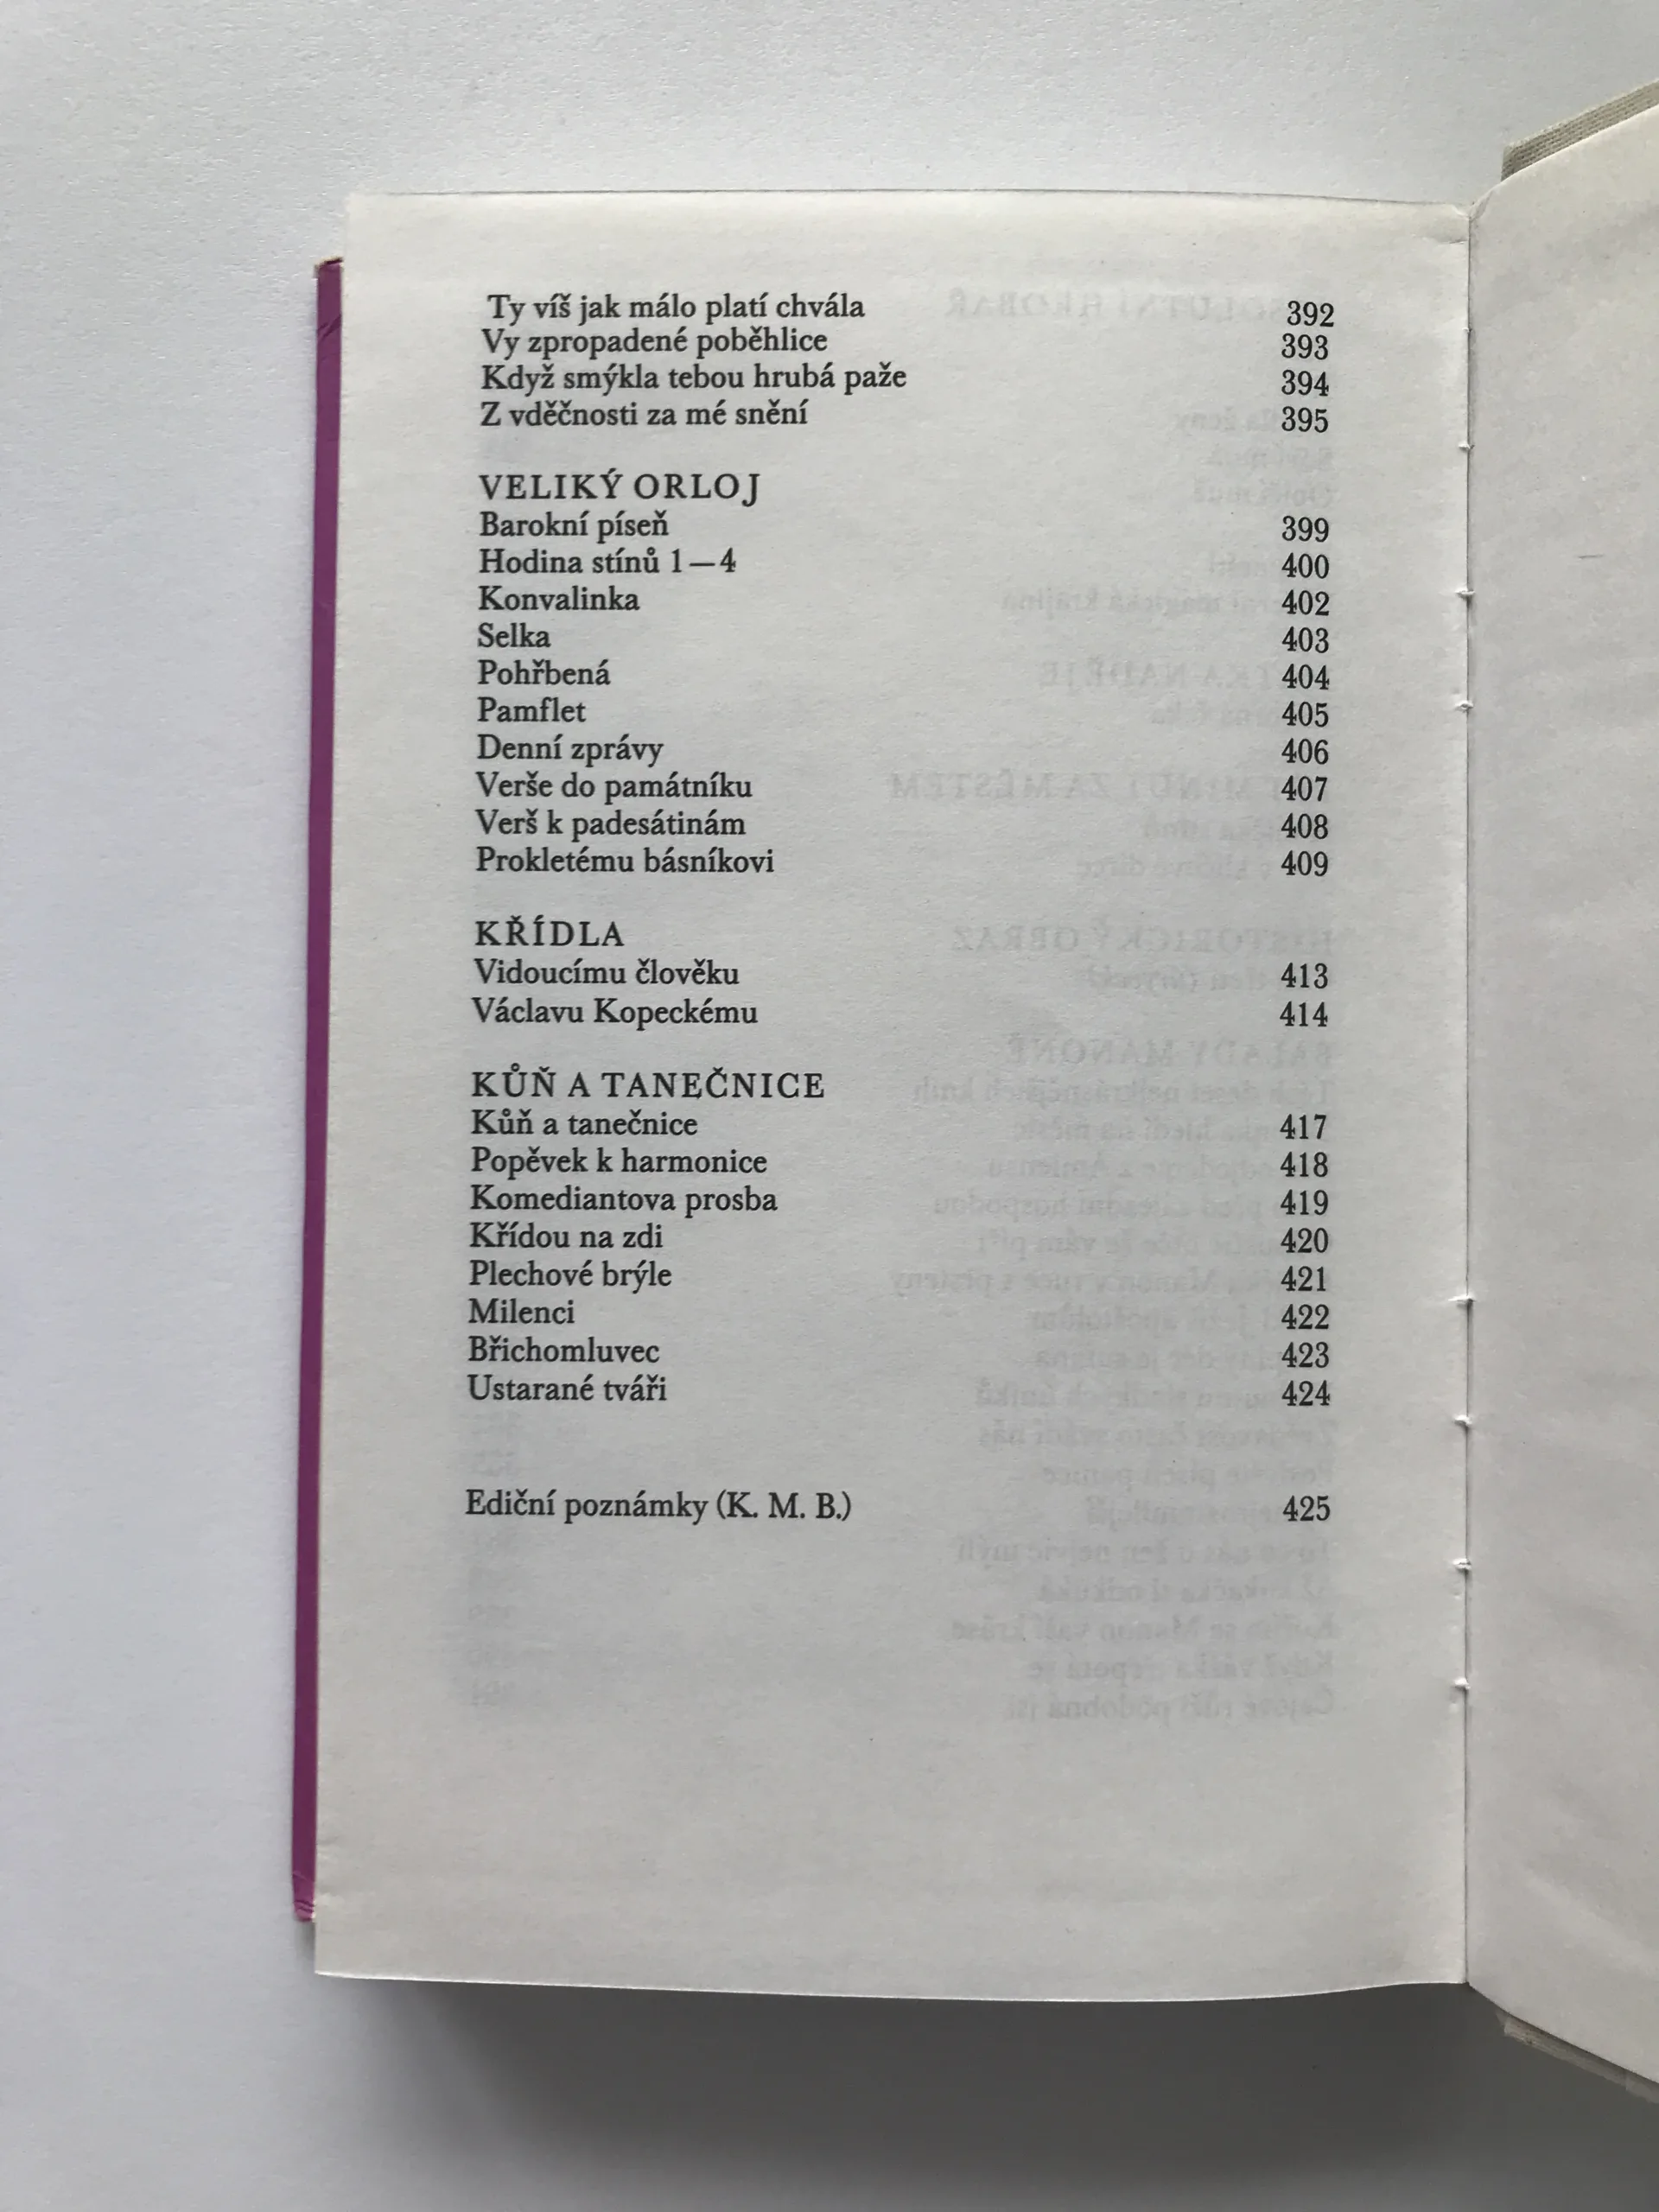 Ty víš jak málo platí chvála 392
Vy zpropadené poběhlice 393
Když smýkla tebou hrubá paže 394
Z vděčnosti za mé snění 395
VELIKÝ ORLOJ
Barokní píseň 399
Hodina stínů 1—4 400
Konvalinka 402
Selka 403
Pohřbená 404
Pamflet 405
Denní zprávy 406
Verše do památníku 407
Verš k padesátinám 408
Prokletému básníkovi 409
KŘÍDLA
Vidoucímu člověku 413
Václavu Kopeckému 414
KŮŇ A TANEČNICE
Kůň a tanečnice 417
Popěvek k harmonice 418
Komediantova prosba 419
Křídou na zdi 420
Plechové brýle 421
Milenci 422
Břichomluvec 423
Ustarané tváři 424
Ediční poznámky (K. M. B.) 425